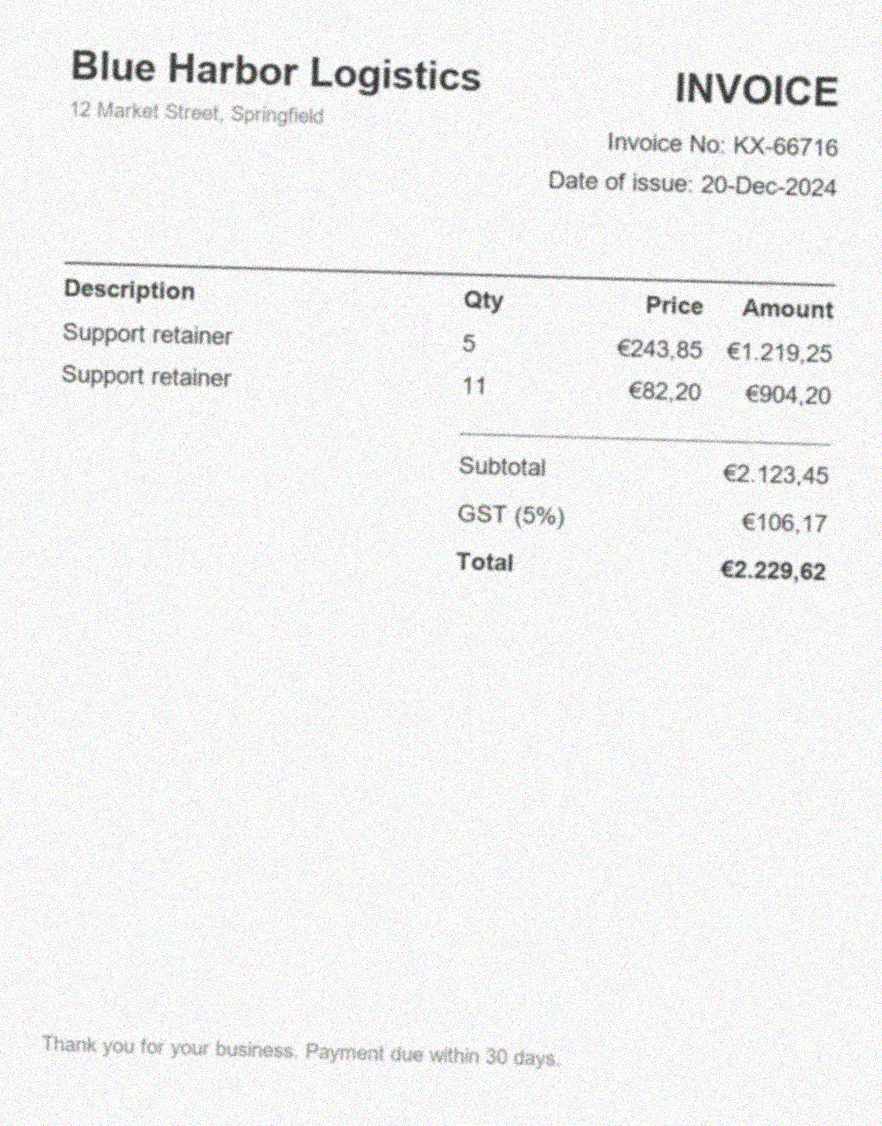 Blue Harbor Logistics
12 Market Street, Springfield
INVOICE
Invoice No: KX-66716
Date of issue: 20-Dec-2024
Description Qty Price Amount
Support retainer 5 €243,85 €1.219,25
Support retainer 11 €82,20 €904,20
Subtotal €2.123,45
GST (5%) €106,17
Total €2.229,62
Thank you for your business. Payment due within 30 days.